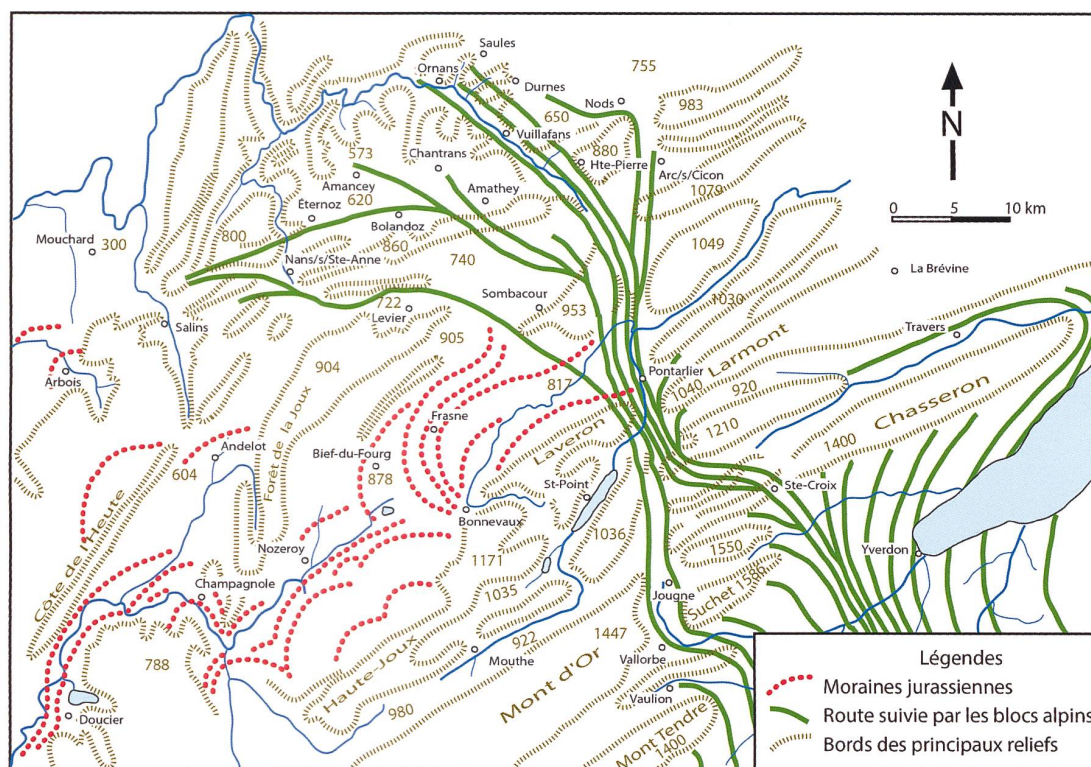 Saules
Ornans
755
Durnes
N
Nods
983
650
Vuillafans
573
880
Chantrans
Hte-Pierre
Arc/s/Cicon
Amancey
Amathey
1079
0 5 10 km
620
Éternoz
800
Bolandoz
Mouchard
300
860
1049
740
Nans/s/Ste-Anne
La Brévine
722
Sombacour
1030
Levier
953
Salins
Travers
905
Larmont
904
817
Pontarlier
Arbois
1040
920
Chasseron
Frasne
1210
Laveron
1400
Andelot
Forêt de la Joux
Bief-du-Fourg
604
878
St-Point
Ste-Croix
Côte de l'Heute
Bonnevaux
1036
Nozeroy
1550
Yverdon
1171
Champagnole
1035
Jougne
Suchet 1586
922
1447
788
Mouthe
Vallorbe
Haute-Joux
Mont d'Or
Vaulion
980
Doucier
Mont Tendre
1400
Légendes
Moraines jurassiennes
Route suivie par les blocs alpins
Bords des principaux reliefs